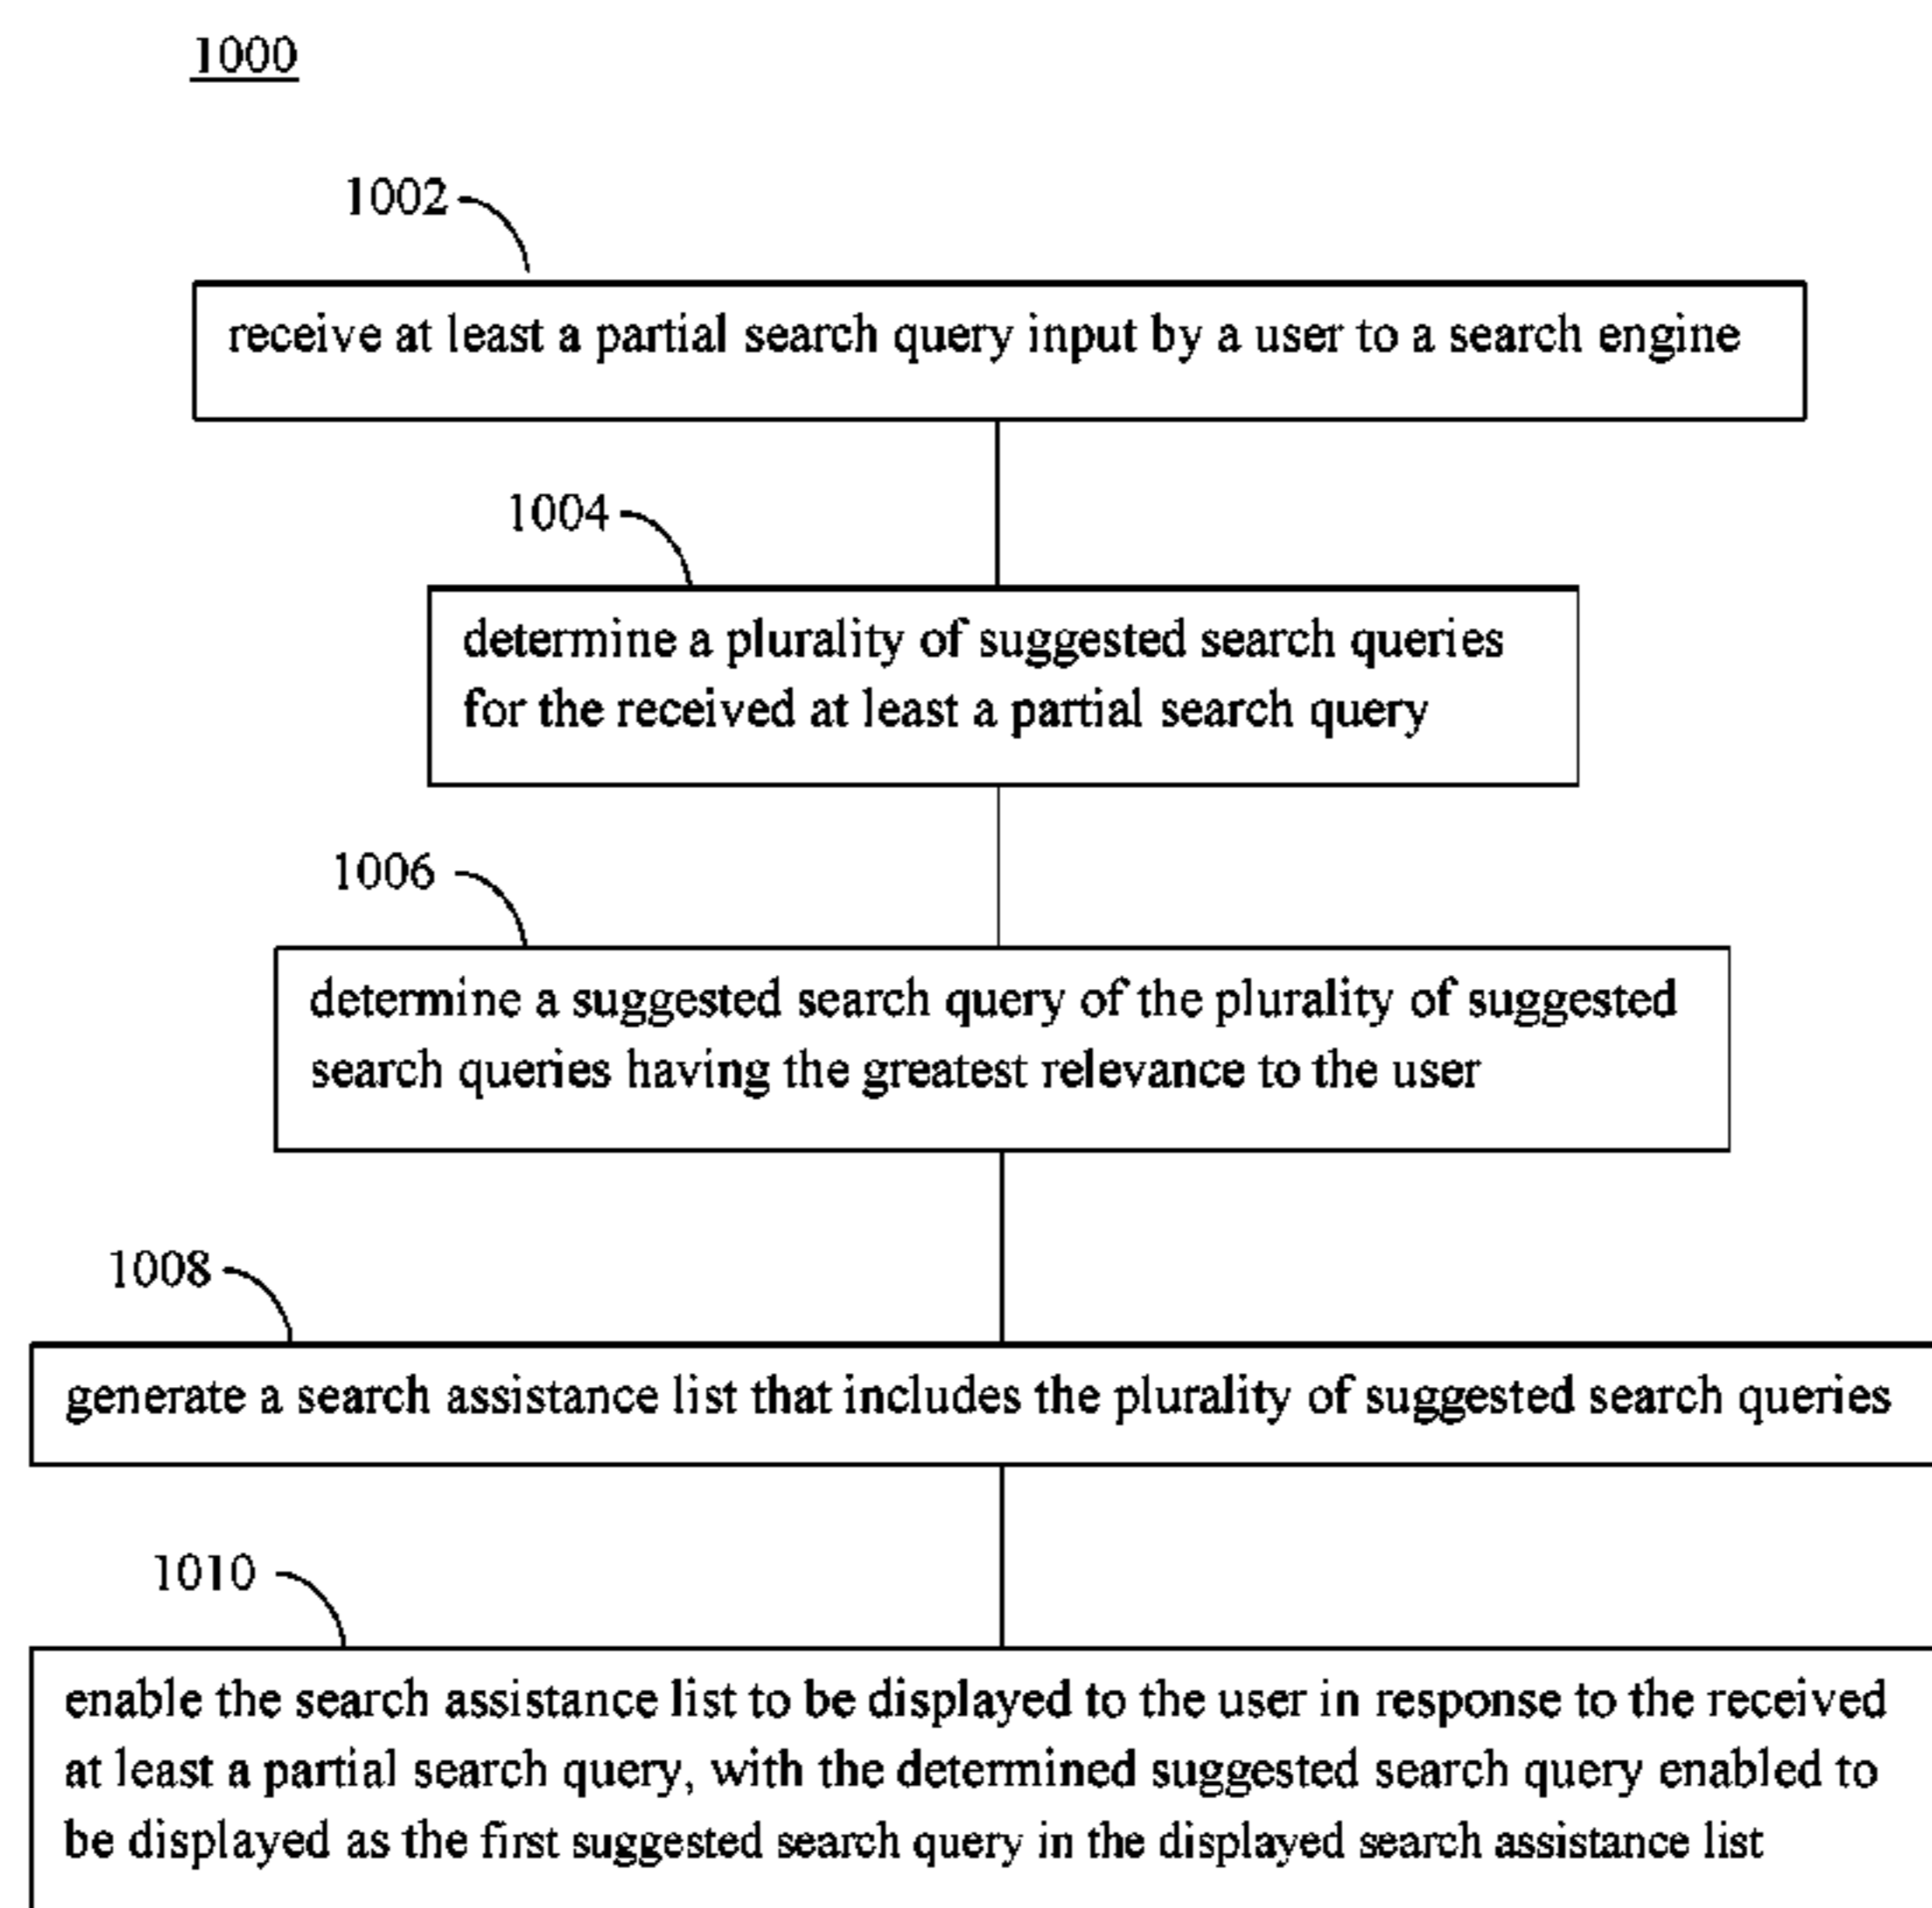 1000
1002
receive at least a partial search query input by a user to a search engine
1004
determine a plurality of suggested search queries
for the received at least a partial search query
1006
determine a suggested search query of the plurality of suggested
search queries having the greatest relevance to the user
1008
generate a search assistance list that includes the plurality of suggested search queries
1010
enable the search assistance list to be displayed to the user in response to the received
at least a partial search query, with the determined suggested search query enabled to
be displayed as the first suggested search query in the displayed search assistance list